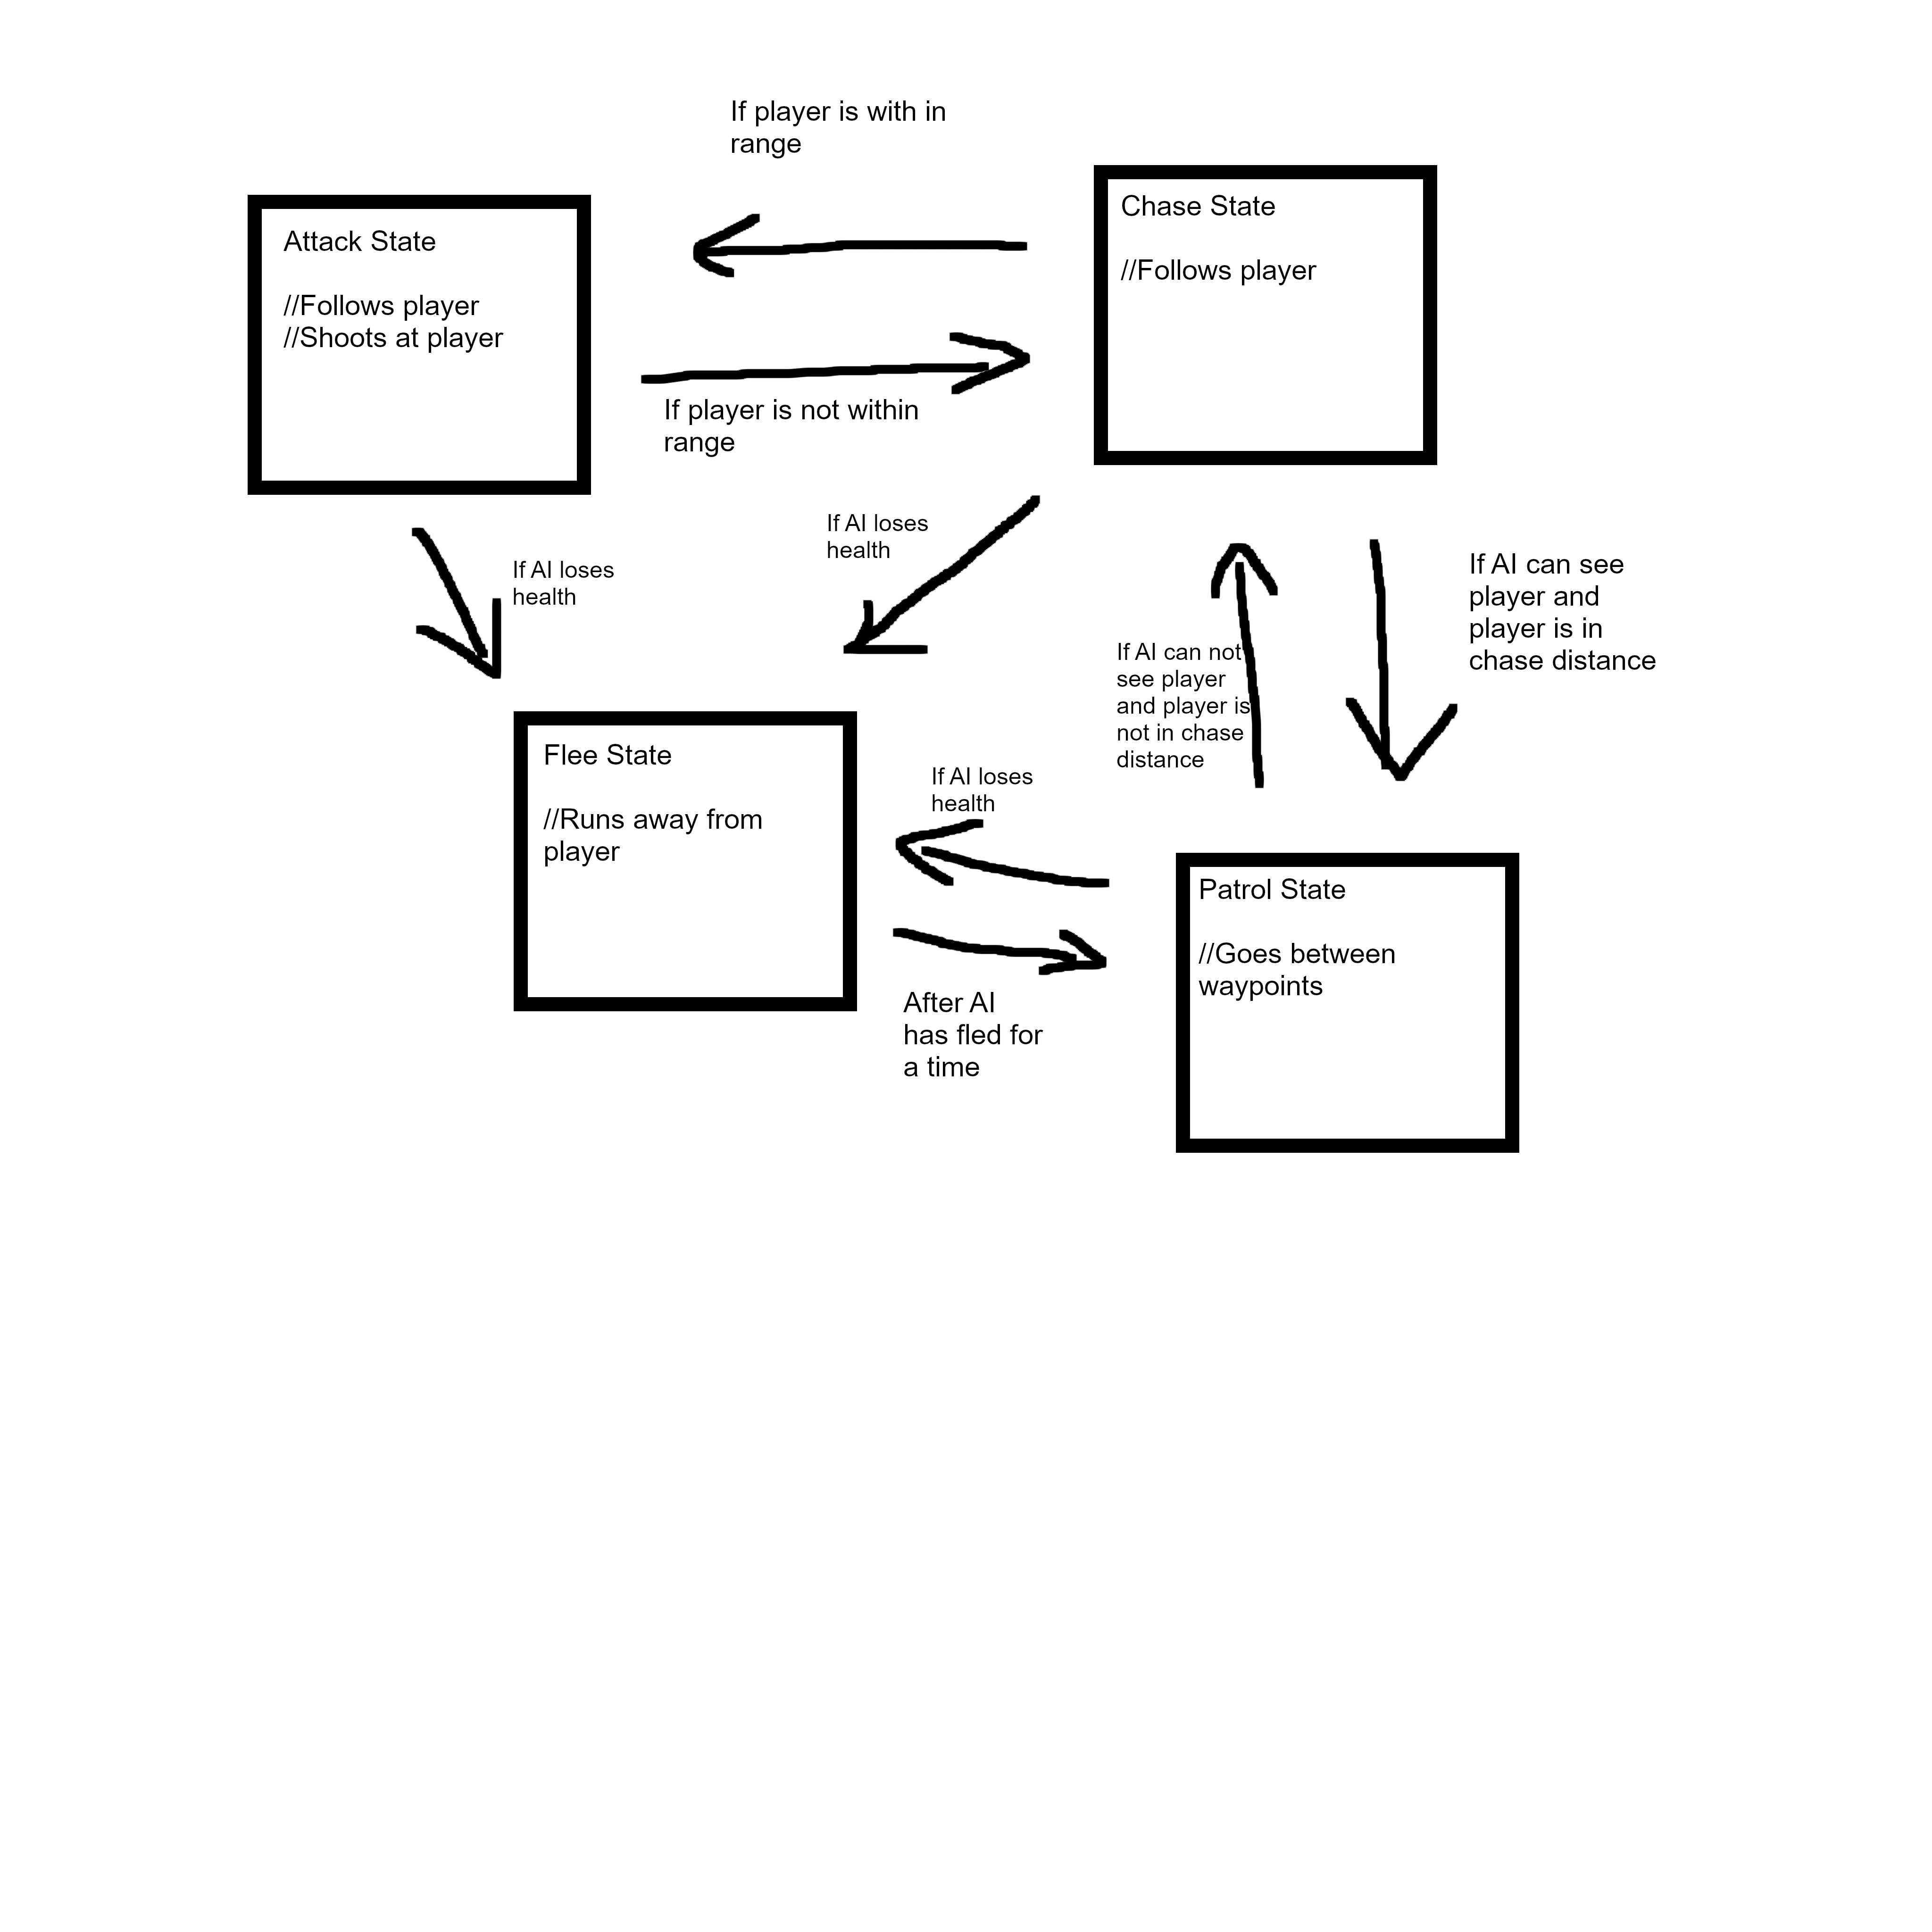 If player is with in
range
Attack State
//Follows player
//Shoots at player
Chase State
//Follows player
If player is not within
range
If AI loses
health
If AI loses
health
If AI can see
player and
player is in
chase distance
If AI can not
see player
and player is
not in chase
distance
Flee State
//Runs away from
player
If AI loses
health
After AI
has fled for
a time
Patrol State
//Goes between
waypoints